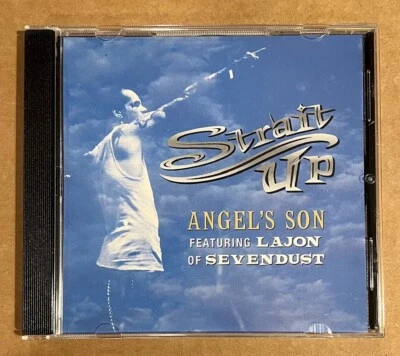 Strait
Up
ANGEL'S SON
FEATURING LAJON
OF SEVENDUST